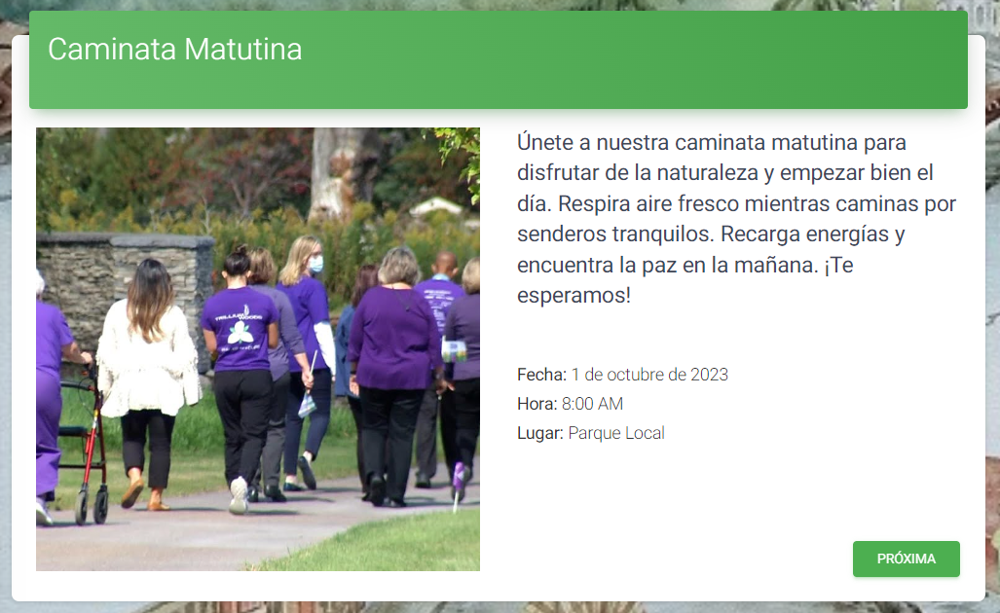 Caminata Matutina
Únete a nuestra caminata matutina para
disfrutar de la naturaleza y empezar bien el
día. Respira aire fresco mientras caminas por
senderos tranquilos. Recarga energías y
encuentra la paz en la mañana. ¡Te
esperamos!
Fecha: 1 de octubre de 2023
Hora: 8:00 AM
Lugar: Parque Local
PRÓXIMA